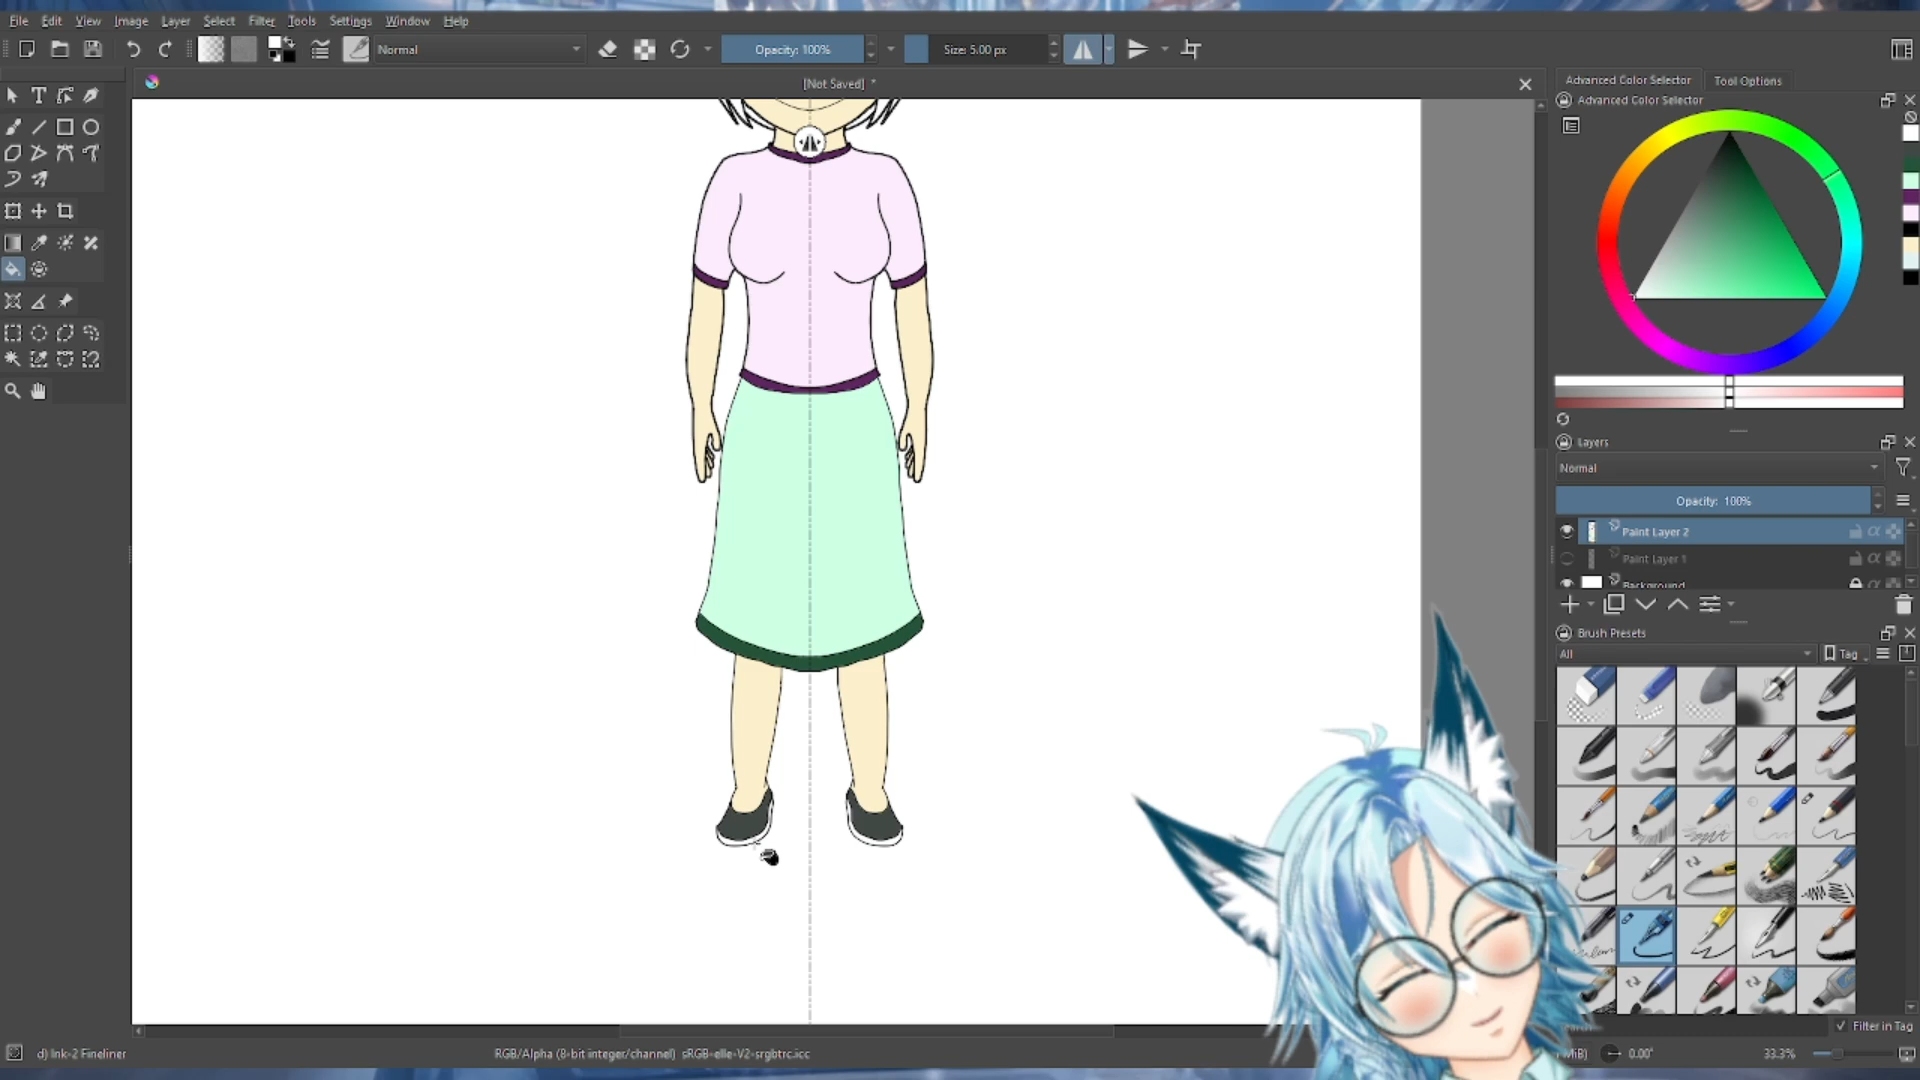 File Edit View Image Layer Select Filter Tools Settings Window Help
Normal
Opacity: 100%
Size: 5.00 px
[Not Saved] *
Advanced Color Selector
Tool Options
Advanced Color Selector
Layers
Normal
Opacity: 100%
Paint Layer 2
Paint Layer 1
Background
Brush Presets
All
Tag
Filter in Tag
d) Ink-2 Fineliner
RGB/Alpha (8-bit integer/channel) sRGB-elle-V2-srgbtrc.icc
MiB)
0.00°
33.3%